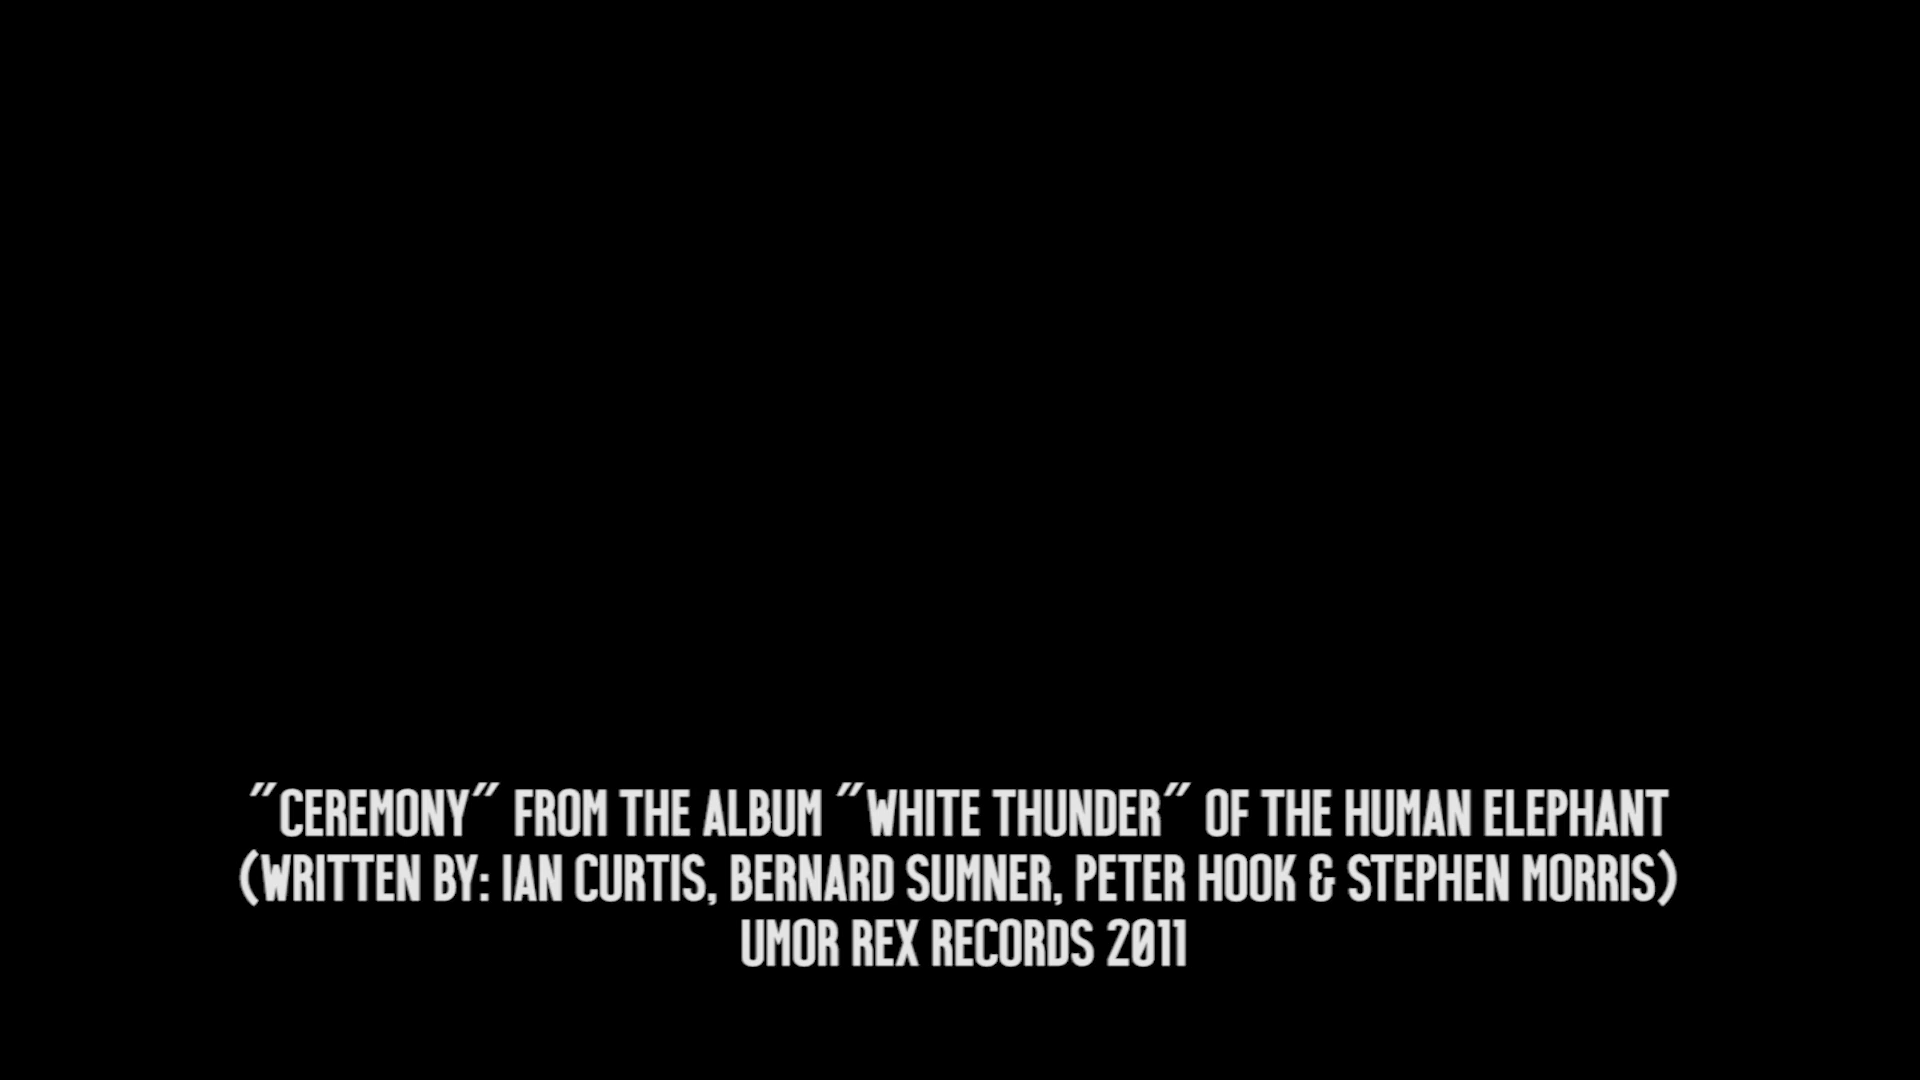 "CEREMONY" FROM THE ALBUM "WHITE THUNDER" OF THE HUMAN ELEPHANT
(WRITTEN BY: IAN CURTIS, BERNARD SUMNER, PETER HOOK & STEPHEN MORRIS)
UMOR REX RECORDS 2011